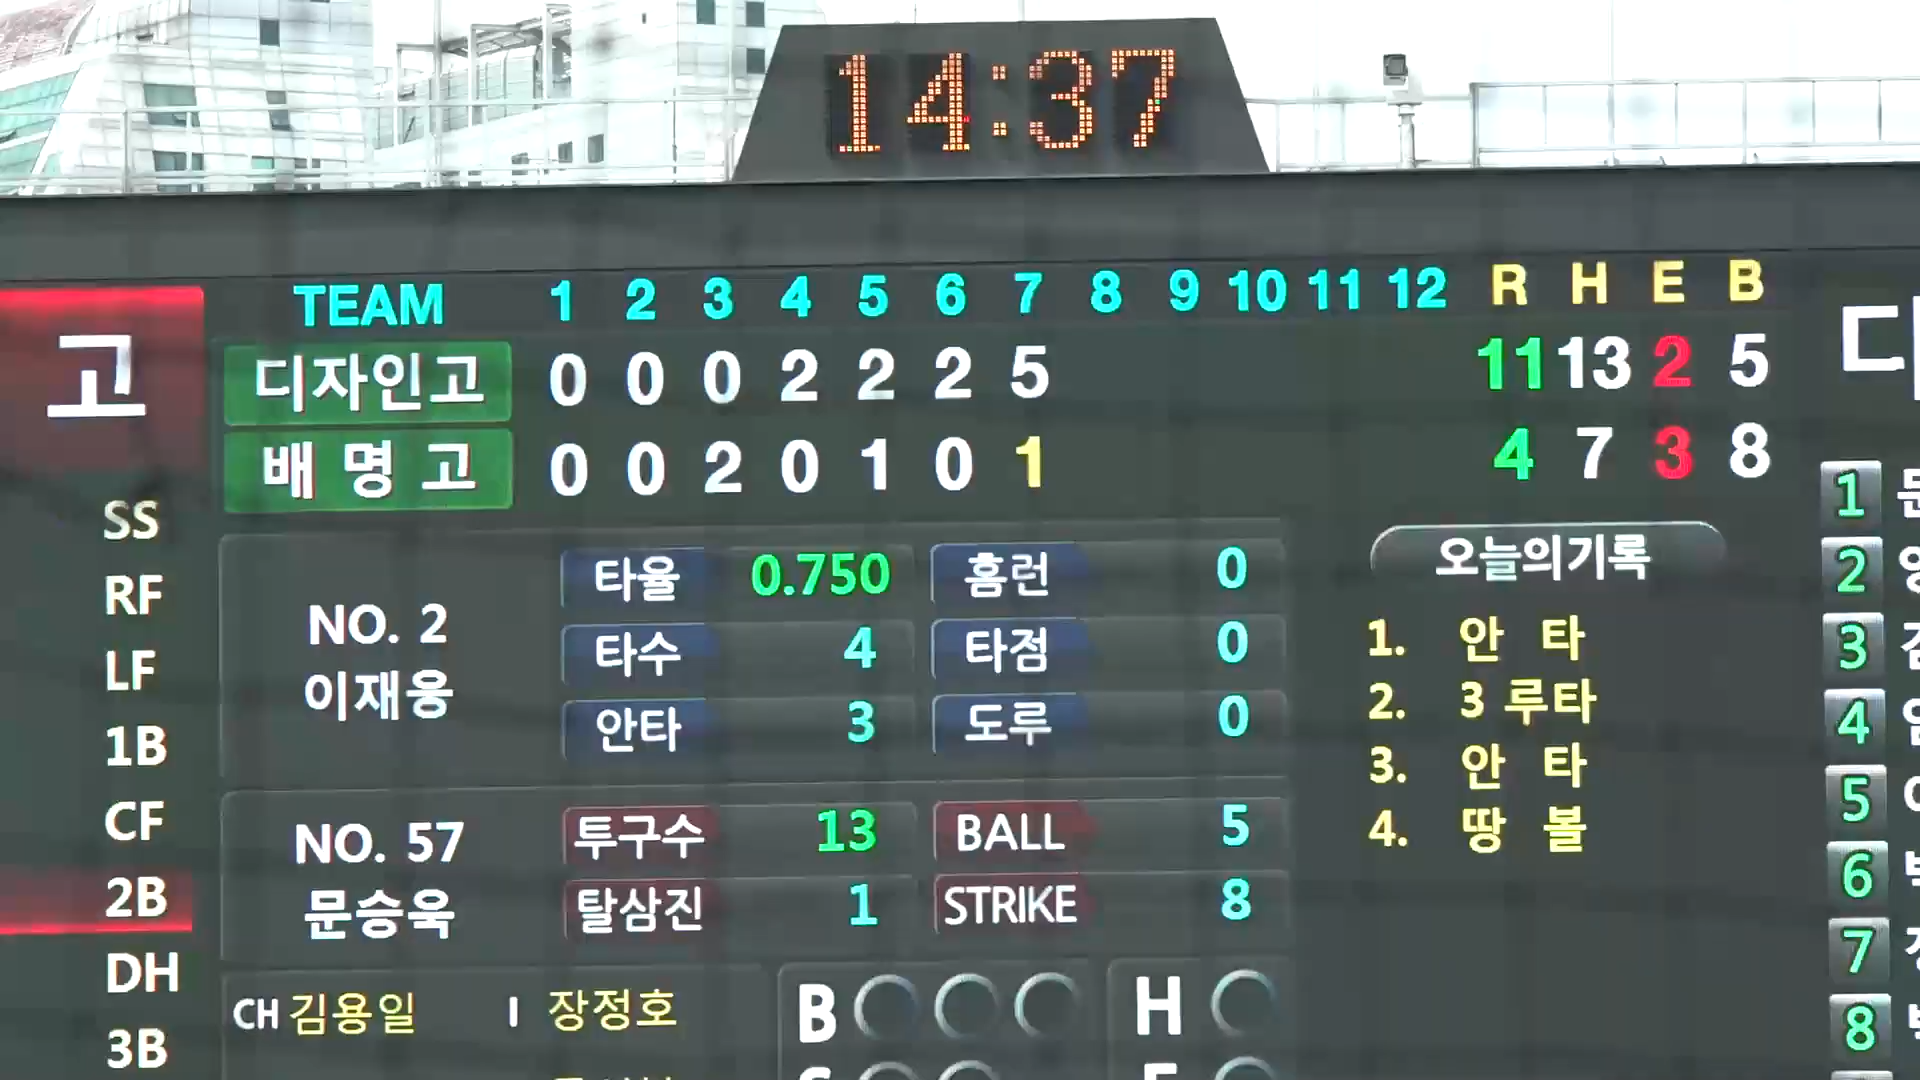 14:37
TEAM 1 2 3 4 5 6 7 8 9 10 11 12 R H E B
고 디자인고 0 0 0 2 2 2 5 11 13 2 5
배명고 0 0 2 0 1 0 1 4 7 3 8
SS
RF
LF
1B
CF
2B
DH
3B
NO. 2
이재웅
타율 0.750 홈런 0
타수 4 타점 0
안타 3 도루 0
NO. 57
문승욱
투구수 13 BALL 5
탈삼진 1 STRIKE 8
CH 김용일 I 장정호
B H
오늘의기록
1. 안 타
2. 3루타
3. 안 타
4. 땅 볼
1
2
3
4
5
6
7
8